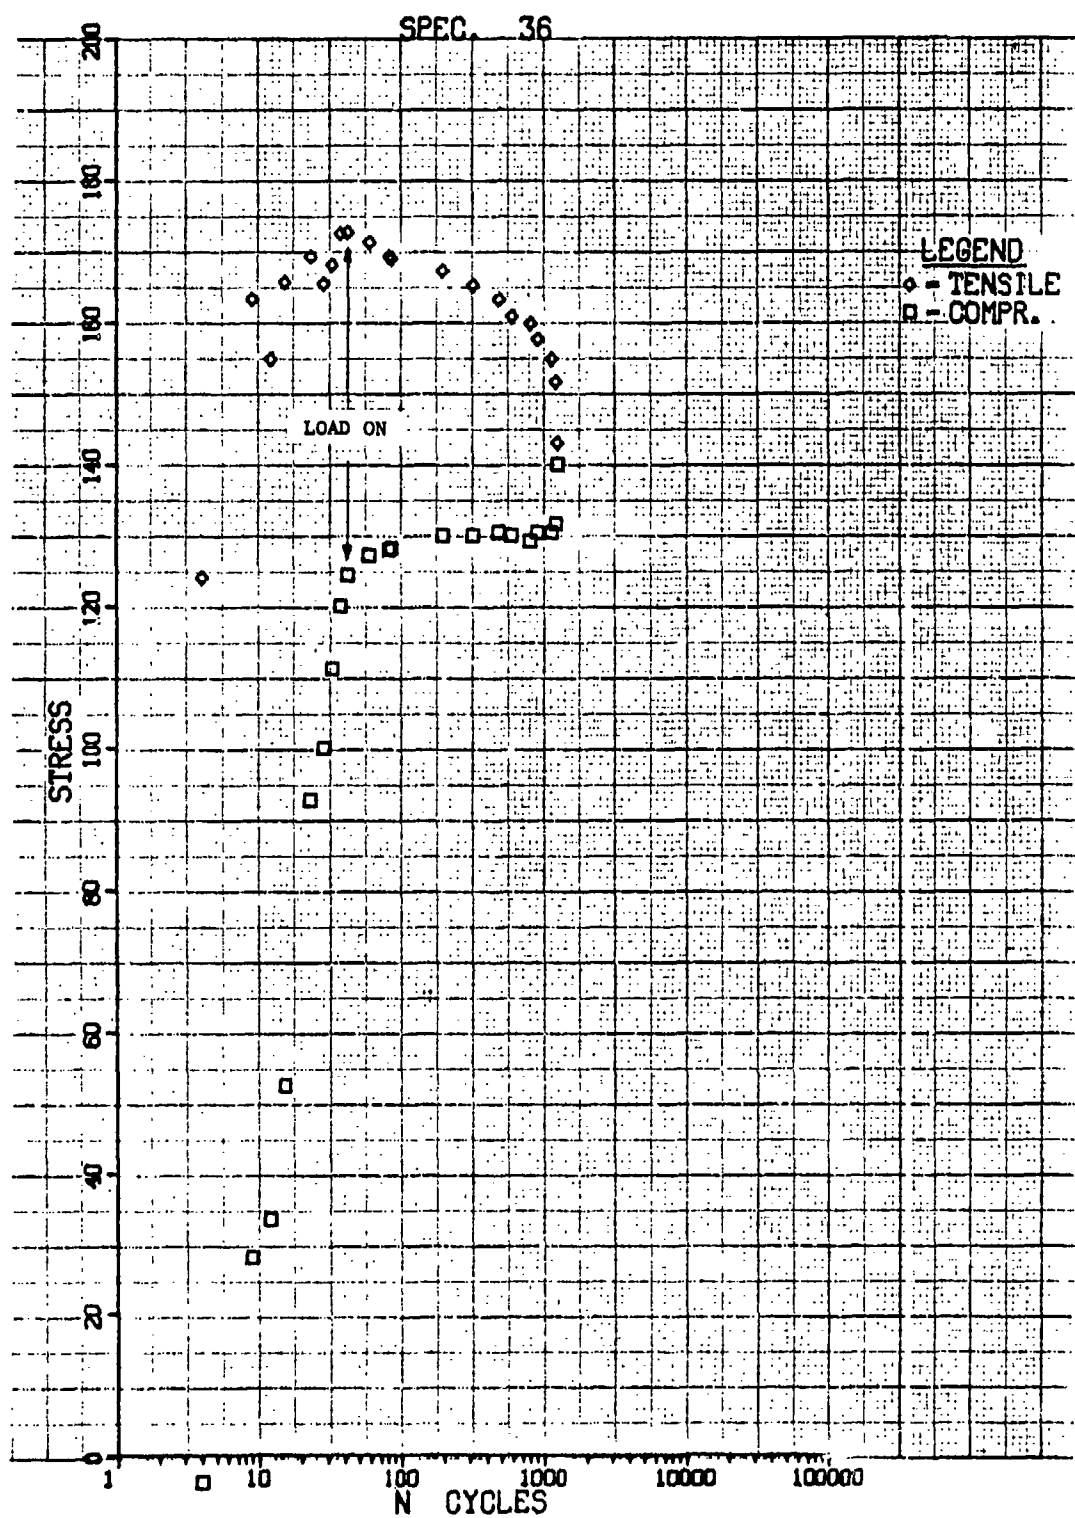 SPEC. 36
200
180
160
140
120
100
80
60
40
20
0
STRESS
LEGEND
◇ - TENSILE
□ - COMPR.
LOAD ON
1 10 100 1000 10000 100000
N CYCLES